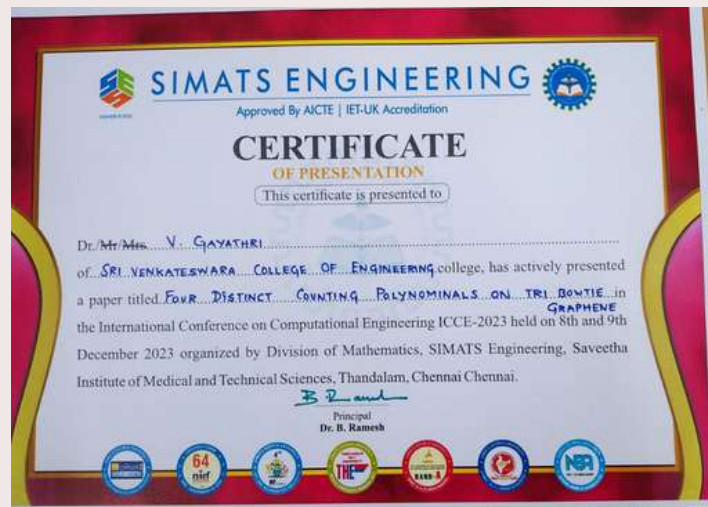 SIMATS ENGINEERING
Approved By AICTE | IET-UK Accreditation
CERTIFICATE
OF PRESENTATION
This certificate is presented to
Dr./Mr/Mrs. V. GAYATHRI
of SRI VENKATESWARA COLLEGE OF ENGINEERING college, has actively presented
a paper titled FOUR DISTINCT COUNTING POLYNOMINALS ON TRI BOWTIE in
GRAPHENE
the International Conference on Computational Engineering ICCE-2023 held on 8th and 9th
December 2023 organized by Division of Mathematics, SIMATS Engineering, Saveetha
Institute of Medical and Technical Sciences, Thandalam, Chennai Chennai.
B Ramesh
Principal
Dr. B. Ramesh
64
nirf
THE